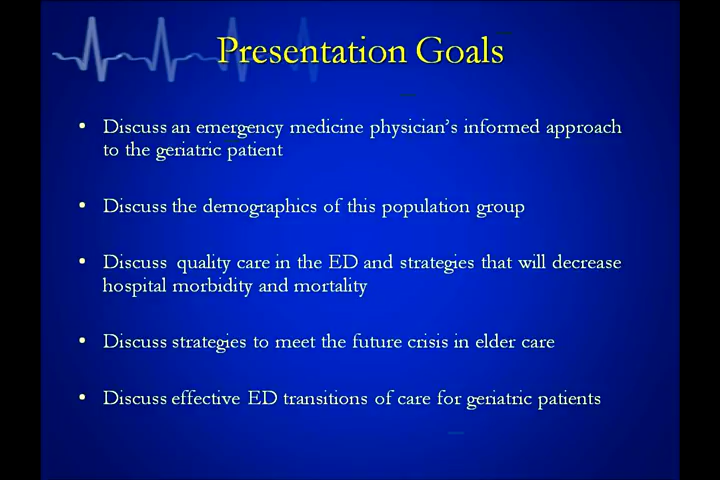 Presentation Goals
• Discuss an emergency medicine physician's informed approach
to the geriatric patient
• Discuss the demographics of this population group
• Discuss quality care in the ED and strategies that will decrease
hospital morbidity and mortality
• Discuss strategies to meet the future crisis in elder care
• Discuss effective ED transitions of care for geriatric patients